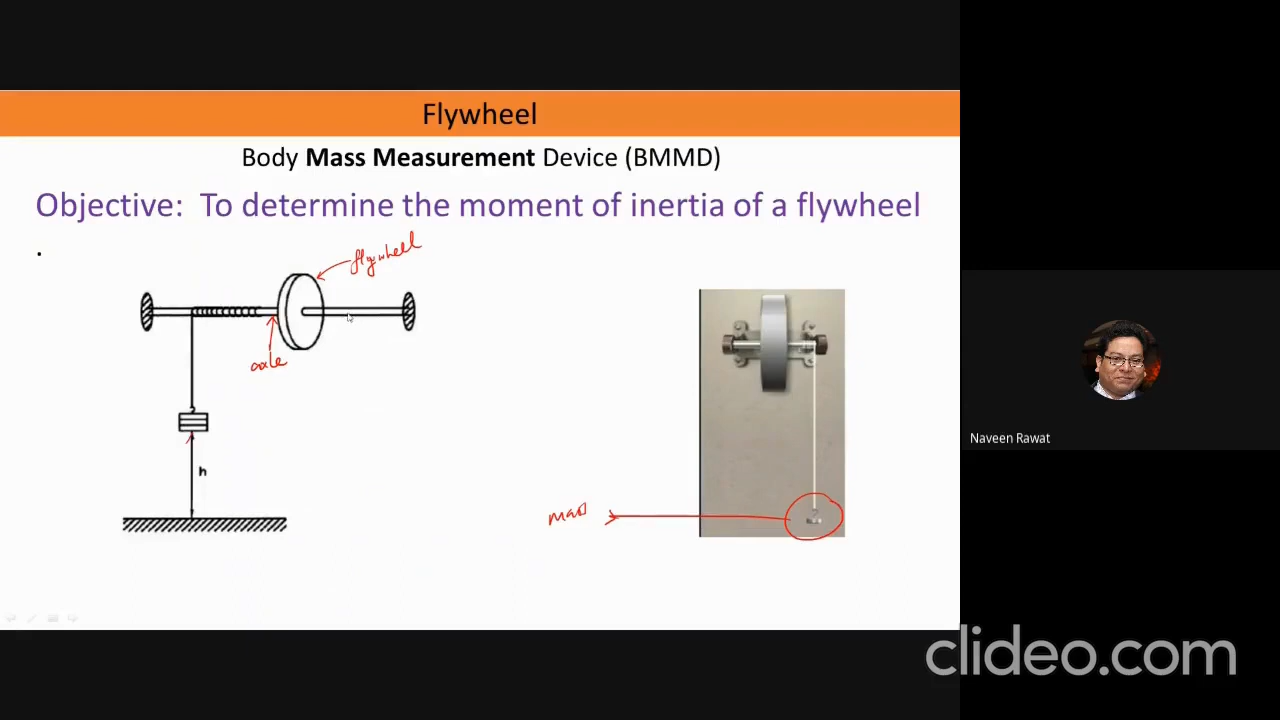 Flywheel
Body Mass Measurement Device (BMMD)
Objective: To determine the moment of inertia of a flywheel
.
flywheel
axle
h
mass
Naveen Rawat
clideo.com